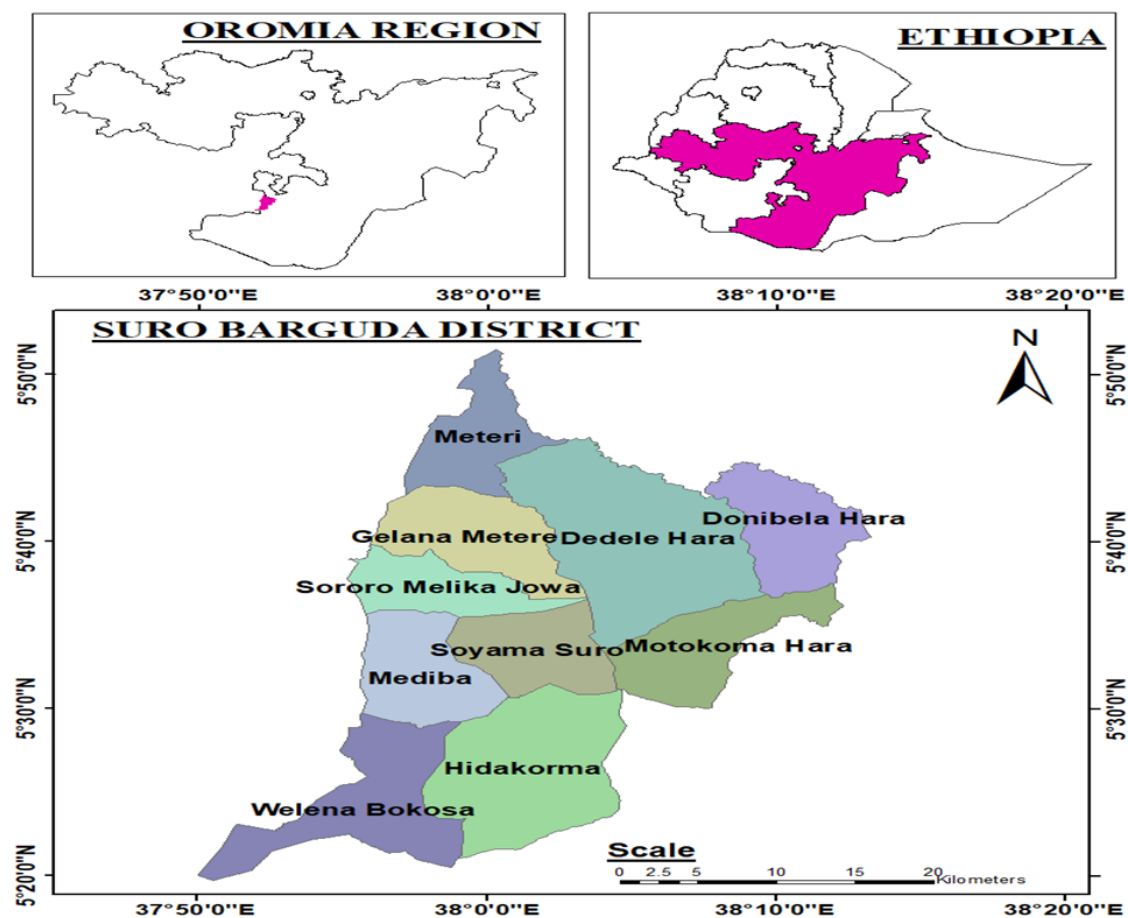 OROMIA REGION
ETHIOPIA
37°50'0"E 38°0'0"E 38°10'0"E 38°20'0"E
SURO BARGUDA DISTRICT
N
5°50'0"N 5°50'0"N
Meteri
Donibela Hara
Gelana Metere Dedele Hara
5°40'0"N 5°40'0"N
Sororo Melika Jowa
Soyama Suro Motokoma Hara
Mediba
5°30'0"N 5°30'0"N
Hidakorma
Welena Bokosa
Scale
0 2.5 5 10 15 20
Kilometers
5°20'0"N 5°20'0"N
37°50'0"E 38°0'0"E 38°10'0"E 38°20'0"E